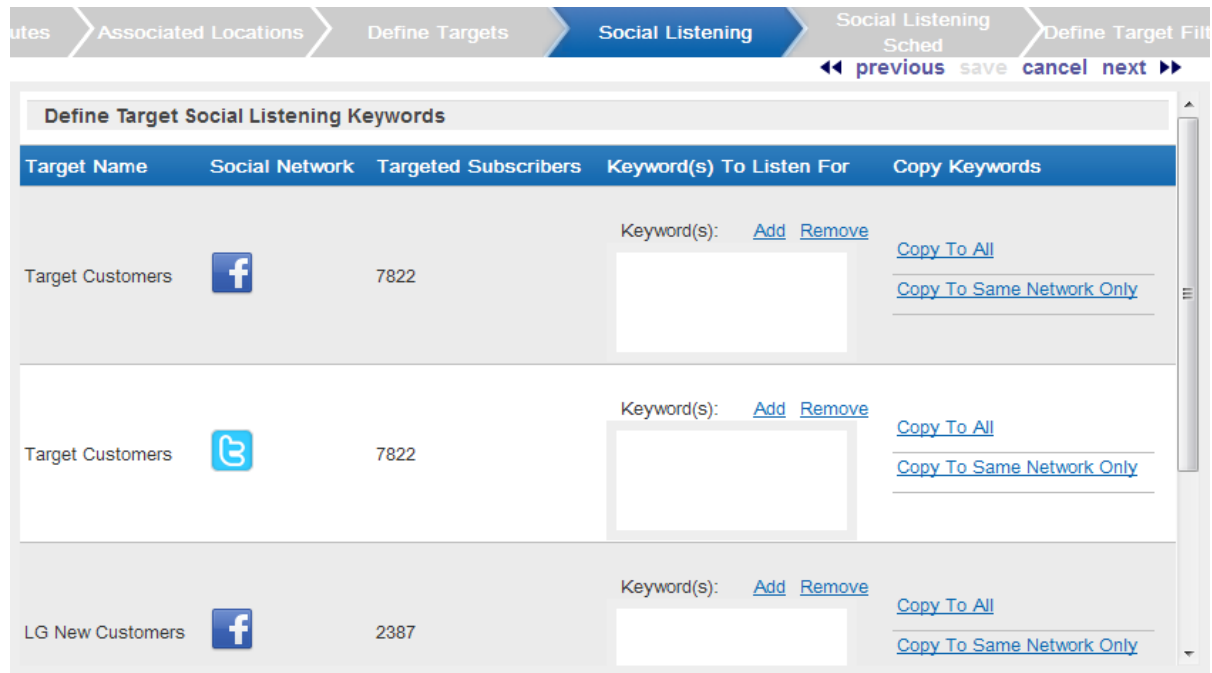 utes Associated Locations Define Targets Social Listening Social Listening Sched Define Target Filt
previous save cancel next
Define Target Social Listening Keywords
Target Name Social Network Targeted Subscribers Keyword(s) To Listen For Copy Keywords
Keyword(s): Add Remove
Copy To All
Target Customers 7822
Copy To Same Network Only
Keyword(s): Add Remove
Copy To All
Target Customers 7822
Copy To Same Network Only
Keyword(s): Add Remove
Copy To All
LG New Customers 2387
Copy To Same Network Only